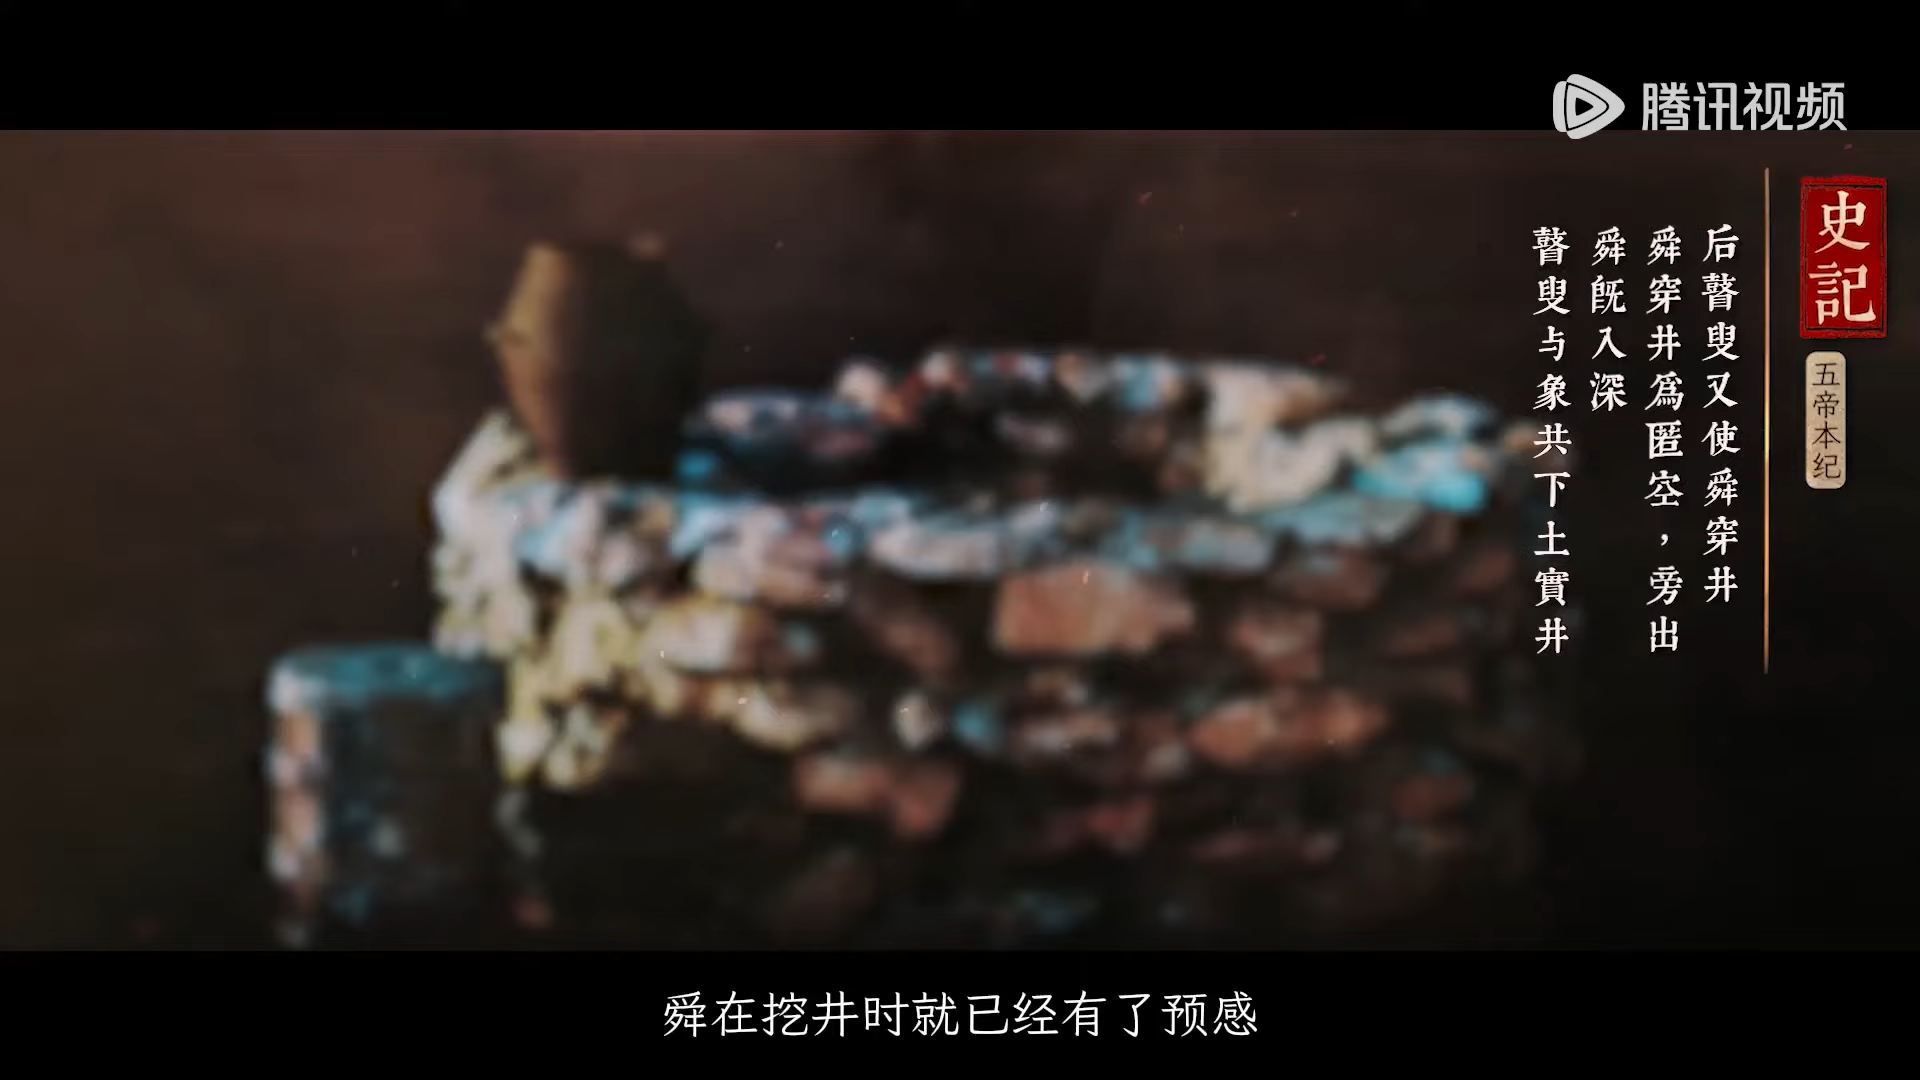 腾讯视频
史記
五帝本纪
后瞽叟又使舜穿井
舜穿井爲匿空，旁出
舜既入深
瞽叟与象共下土實井
舜在挖井时就已经有了预感